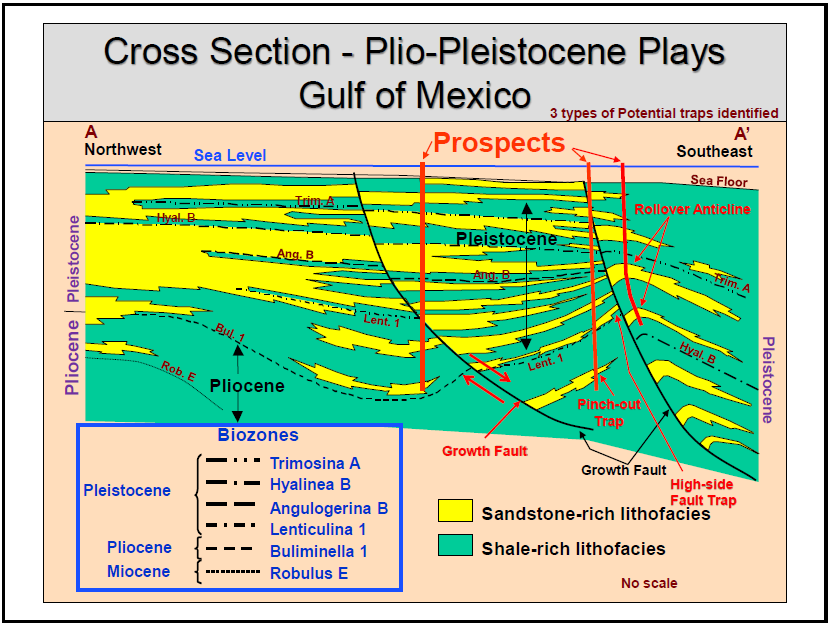 Cross Section - Plio-Pleistocene Plays
Gulf of Mexico
3 types of Potential traps identified
A
Northwest
A’
Southeast
Prospects
Sea Level
Sea Floor
Trim. A
Hyal. B
Rollover Anticline
Pleistocene
Pleistocene
Ang. B
Ang. B
Trim. A
Lent. 1
Bul. 1
Pliocene
Rob. E
Pliocene
Lent. 1
Hyal. B
Pleistocene
Pinch-out
Trap
Growth Fault
Growth Fault
High-side
Fault Trap
Biozones
Pleistocene
Trimosina A
Hyalinea B
Angulogerina B
Lenticulina 1
Pliocene
Buliminella 1
Miocene
Robulus E
Sandstone-rich lithofacies
Shale-rich lithofacies
No scale